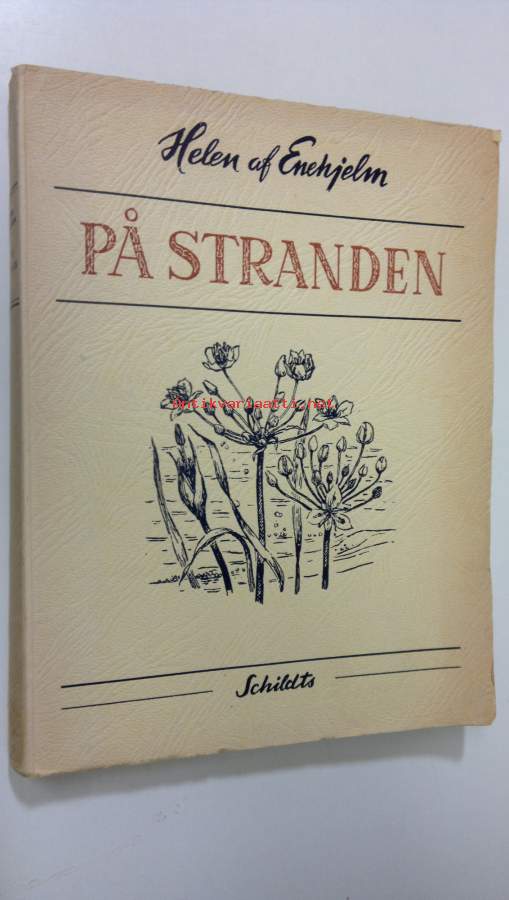 Helen af Enehjelm
PÅ STRANDEN
Antikvariaatti.net
Schildts